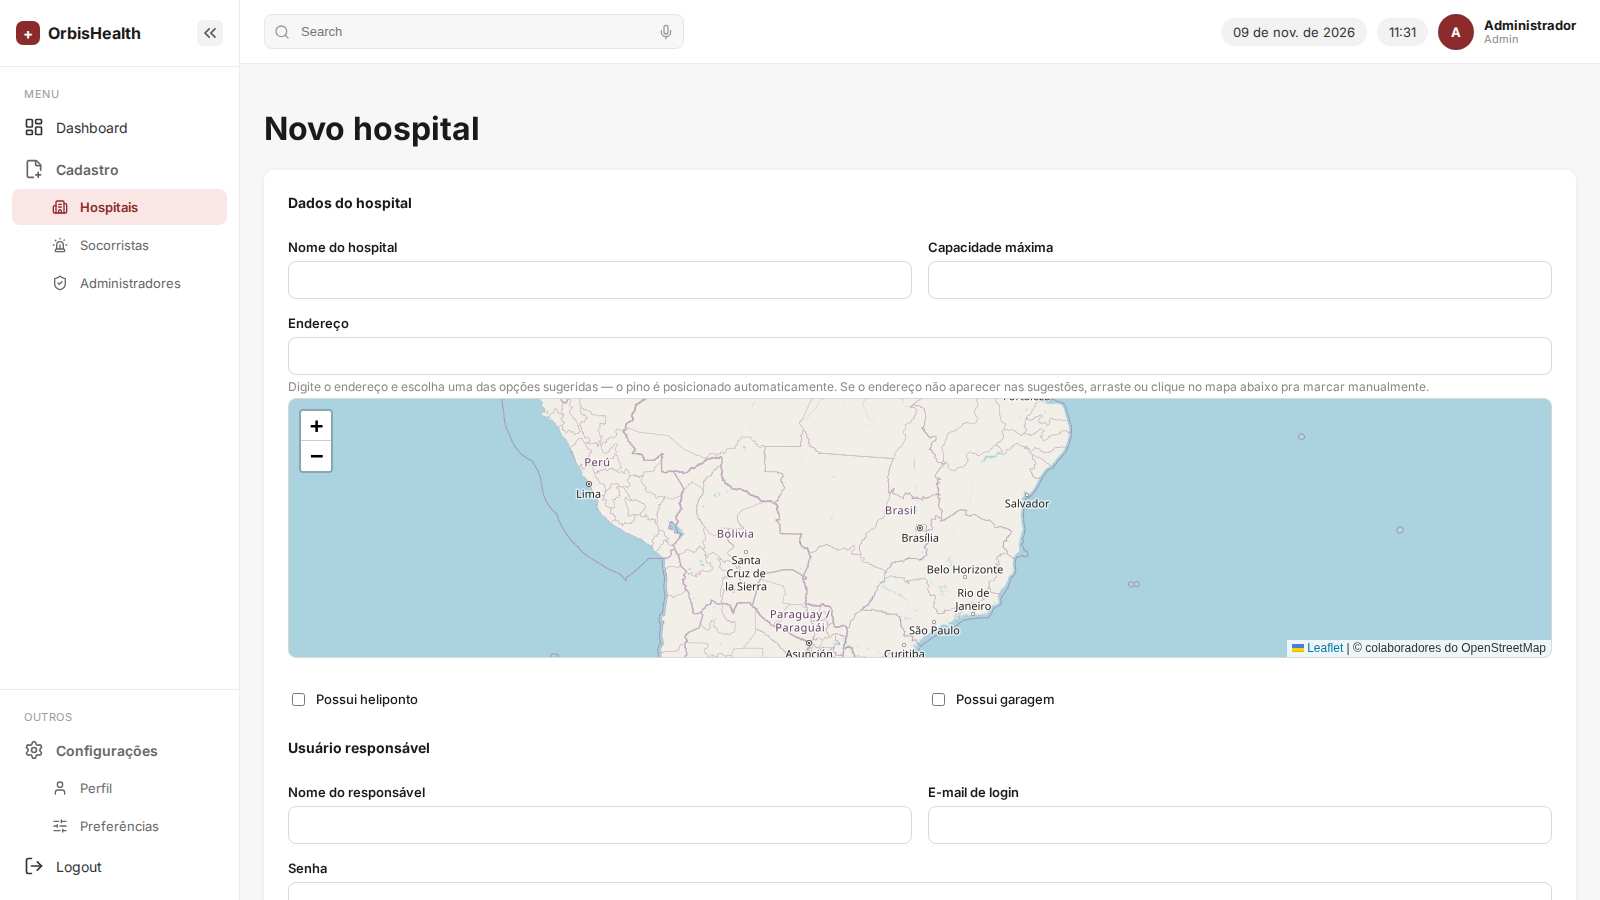 OrbisHealth
Search
09 de nov. de 2026
11:31
A
Administrador
Admin
MENU
Dashboard
Cadastro
Hospitais
Socorristas
Administradores
OUTROS
Configurações
Perfil
Preferências
Logout
Novo hospital
Dados do hospital
Nome do hospital
Capacidade máxima
Endereço
Digite o endereço e escolha uma das opções sugeridas — o pino é posicionado automaticamente. Se o endereço não aparecer nas sugestões, arraste ou clique no mapa abaixo pra marcar manualmente.
+
−
Fortaleza
Perú
Lima
Salvador
Brasil
Bolivia
Brasília
Santa
Cruz de
la Sierra
Belo Horizonte
Rio de
Janeiro
Paraguay /
Paraguái
São Paulo
Asunción
Curitiba
Leaflet | © colaboradores do OpenStreetMap
Possui heliponto
Possui garagem
Usuário responsável
Nome do responsável
E-mail de login
Senha